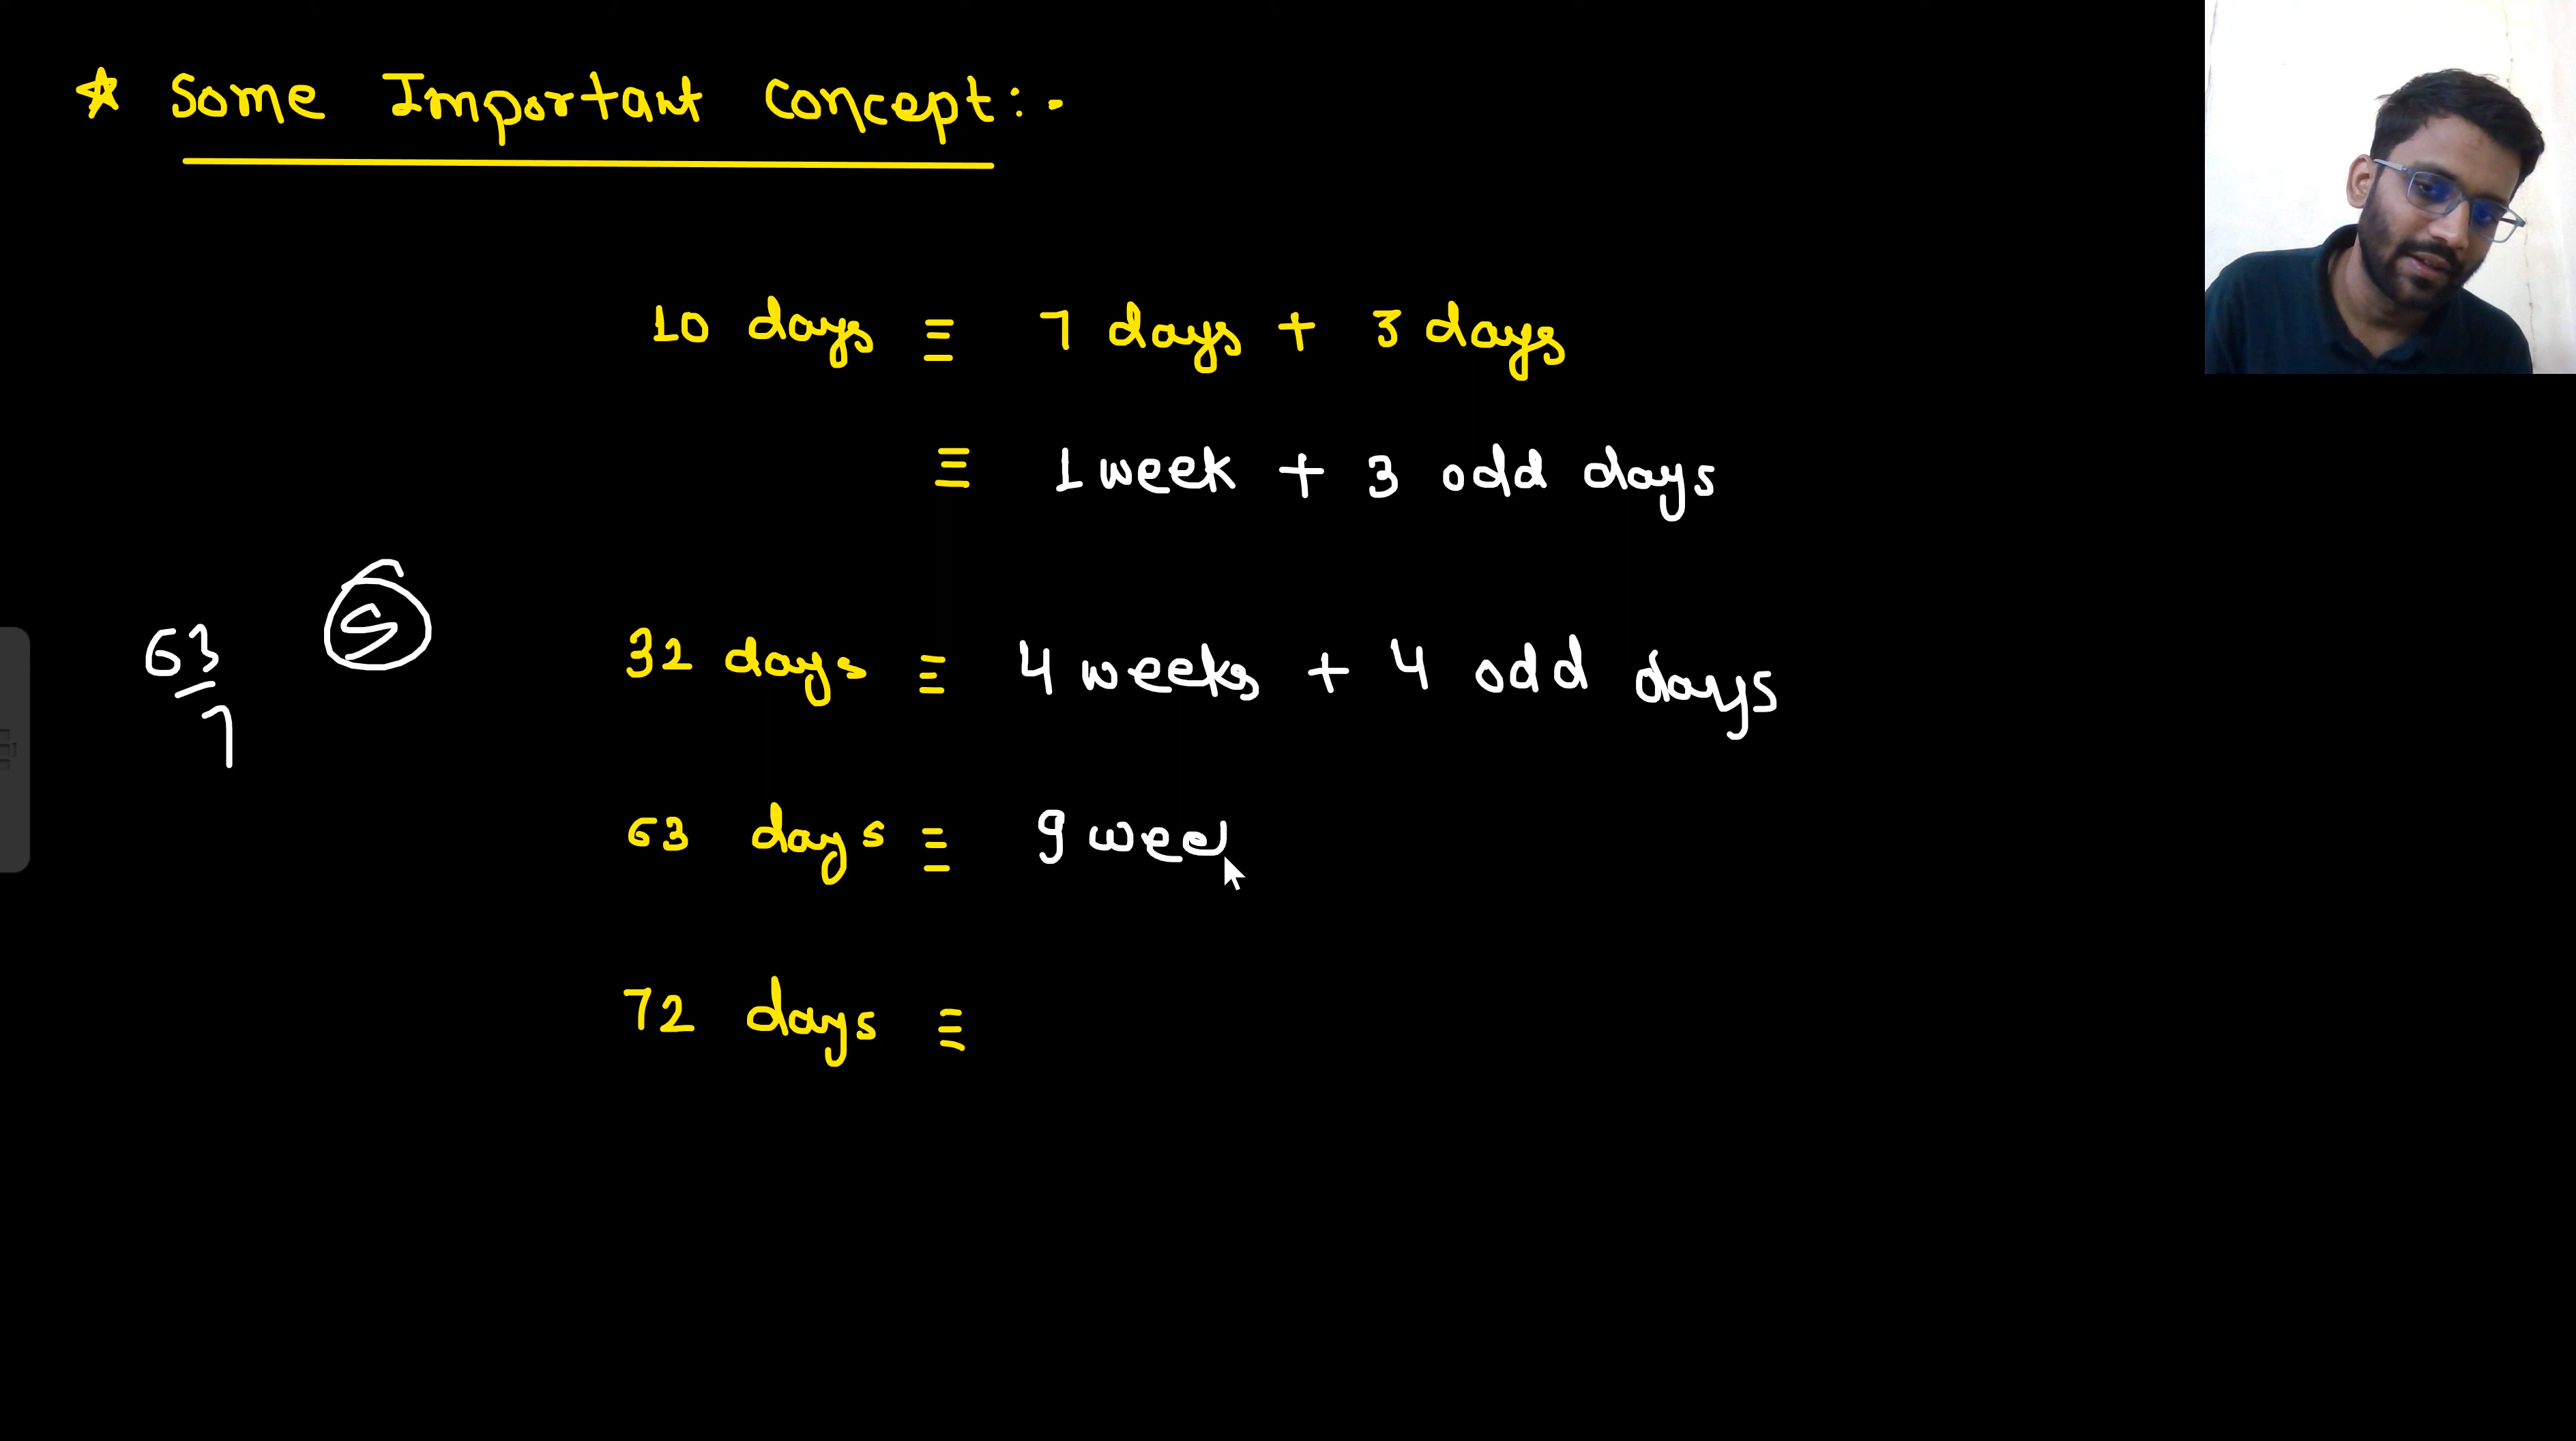 * Some Important concept:-
10 days ≡ 7 days + 3 days
≡ 1 week + 3 odd days
63
7
S
32 days ≡ 4 weeks + 4 odd days
63 days ≡ 9 wee
72 days ≡